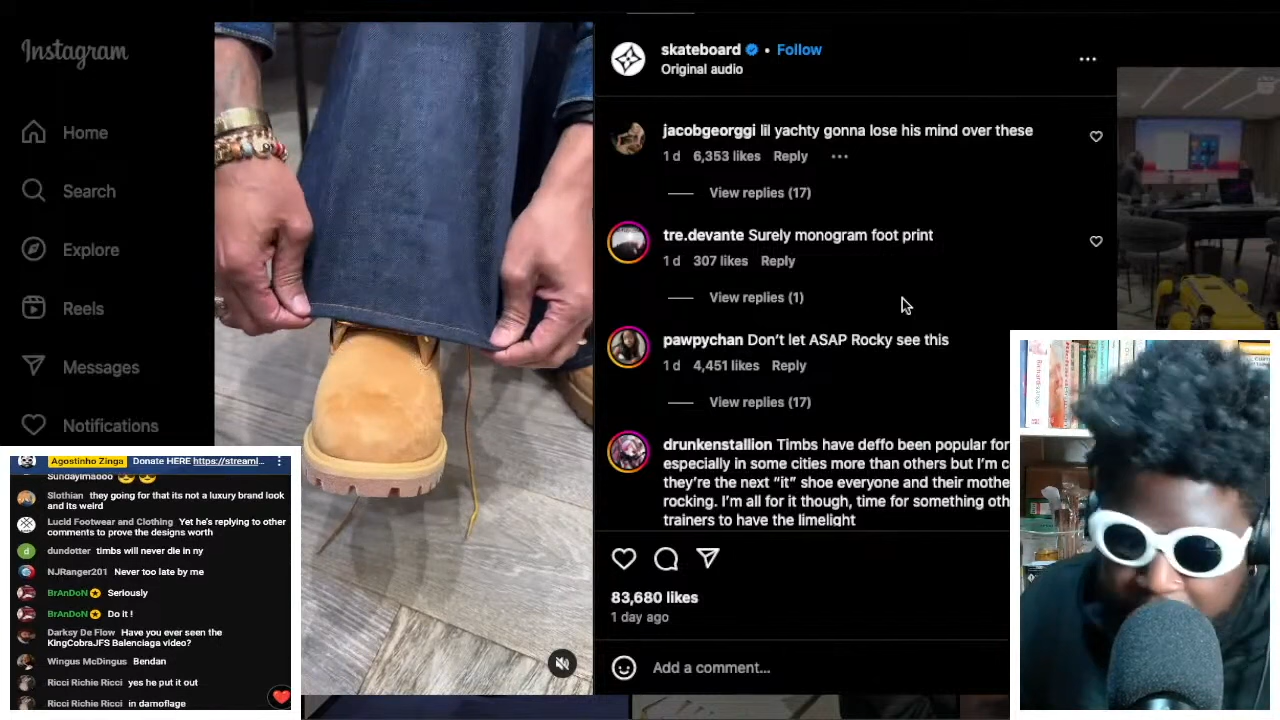 Instagram
Home
Search
Explore
Reels
Messages
Notifications
skateboard • Follow
Original audio
jacobgeorggi lil yachty gonna lose his mind over these
1 d 6,353 likes Reply
View replies (17)
tre.devante Surely monogram foot print
1 d 307 likes Reply
View replies (1)
pawpychan Don't let ASAP Rocky see this
1 d 4,451 likes Reply
View replies (17)
drunkenstallion Timbs have deffo been popular for
especially in some cities more than others but I'm c
they're the next "it" shoe everyone and their mothe
rocking. I'm all for it though, time for something oth
trainers to have the limelight
83,680 likes
1 day ago
Add a comment...
Agostinho Zinga Donate HERE https://streaml...
Sundaylmaooo
Slothian they going for that its not a luxury brand look
and its weird
Lucid Footwear and Clothing Yet he's replying to other
comments to prove the designs worth
d dundotter timbs will never die in ny
NJRanger201 Never too late by me
BrAnDoN Seriously
BrAnDoN Do it !
Darksy De Flow Have you ever seen the
KingCobraJFS Balenciaga video?
Wingus McDingus Bendan
Ricci Richie Ricci yes he put it out
Ricci Richie Ricci in damoflage